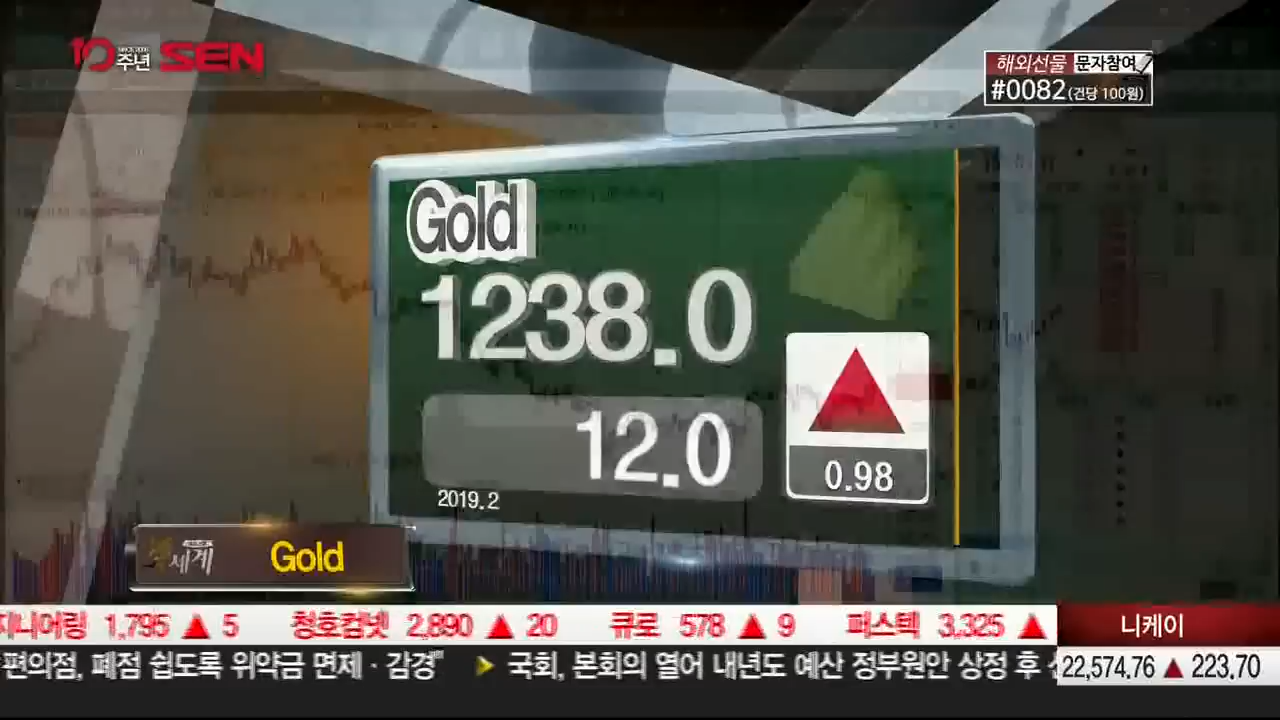 10주년 SEN
SINCE 2008
해외선물 문자참여
#0082(건당 100원)
Gold
1238.0
12.0
0.98
2019.2
세계
Gold
지니어링 1,795 ▲ 5 청호컴넷 2,890 ▲ 20 큐로 578 ▲ 9 퍼스텍 3,325 ▲
니케이
편의점, 폐점 쉽도록 위약금 면제·감경" ▶ 국회, 본회의 열어 내년도 예산 정부원안 상정 후
22,574.76 ▲ 223.70